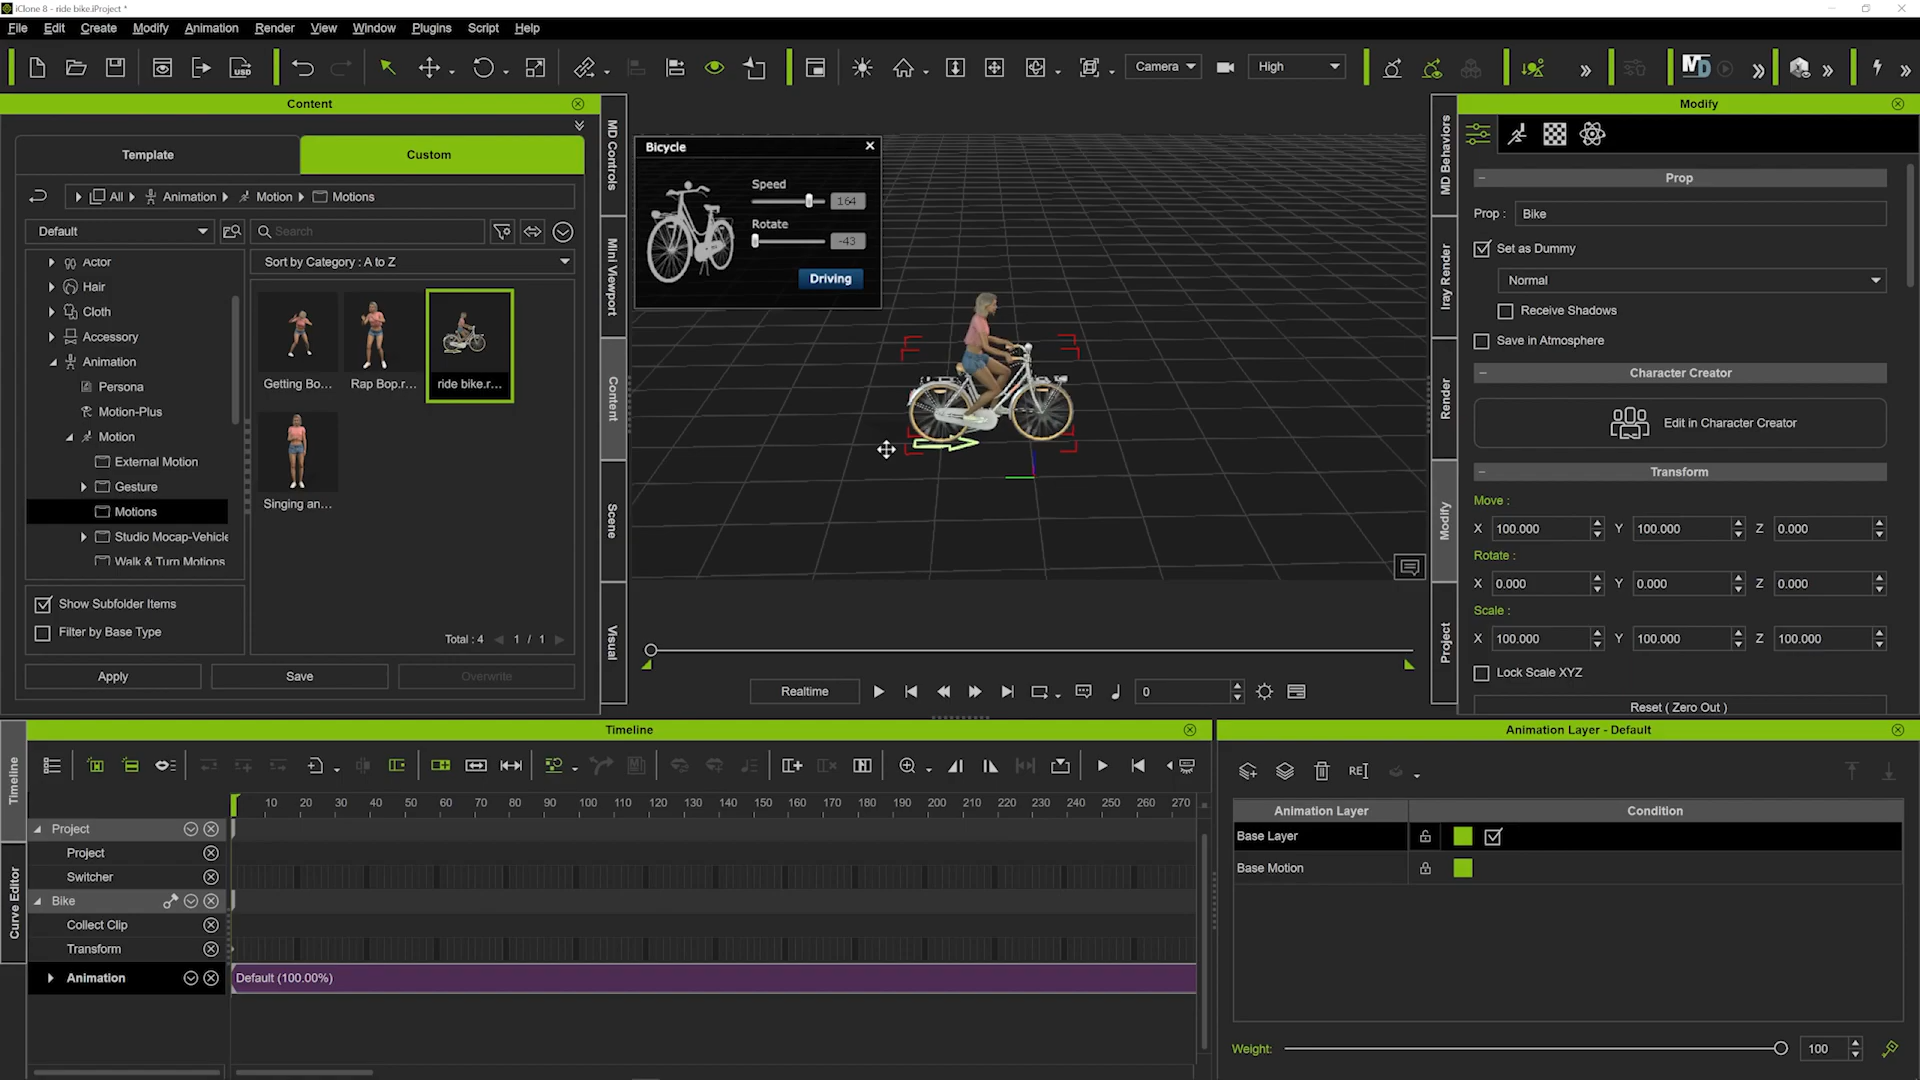 iClone 8 - ride bike.iProject *
File Edit Create Modify Animation Render View Window Plugins Script Help
USD
Camera
High
MD
Content
Template
Custom
All
Animation
Motion
Motions
Default
Search
Actor
Hair
Cloth
Accessory
Animation
Persona
Motion-Plus
Motion
External Motion
Gesture
Motions
Studio Mocap-Vehicle
Walk & Turn Motions
Sort by Category : A to Z
Getting Bo...
Rap Bop.r...
ride bike.r...
Singing an...
Show Subfolder Items
Filter by Base Type
Total : 4
1 / 1
Apply
Save
Overwrite
MD Controls
Mini Viewport
Content
Scene
Visual
Bicycle
Speed
164
Rotate
-43
Driving
Realtime
0
MD Behaviors
Iray Render
Render
Modify
Project
Modify
Prop
Prop :
Bike
Set as Dummy
Normal
Receive Shadows
Save in Atmosphere
Character Creator
Edit in Character Creator
Transform
Move :
X 100.000 Y 100.000 Z 0.000
Rotate :
X 0.000 Y 0.000 Z 0.000
Scale :
X 100.000 Y 100.000 Z 100.000
Lock Scale XYZ
Reset ( Zero Out )
Timeline
Timeline
Curve Editor
10 20 30 40 50 60 70 80 90 100 110 120 130 140 150 160 170 180 190 200 210 220 230 240 250 260 270
Project
Project
Switcher
Bike
Collect Clip
Transform
Animation
Default (100.00%)
Animation Layer - Default
RE
Animation Layer
Condition
Base Layer
Base Motion
Weight:
100